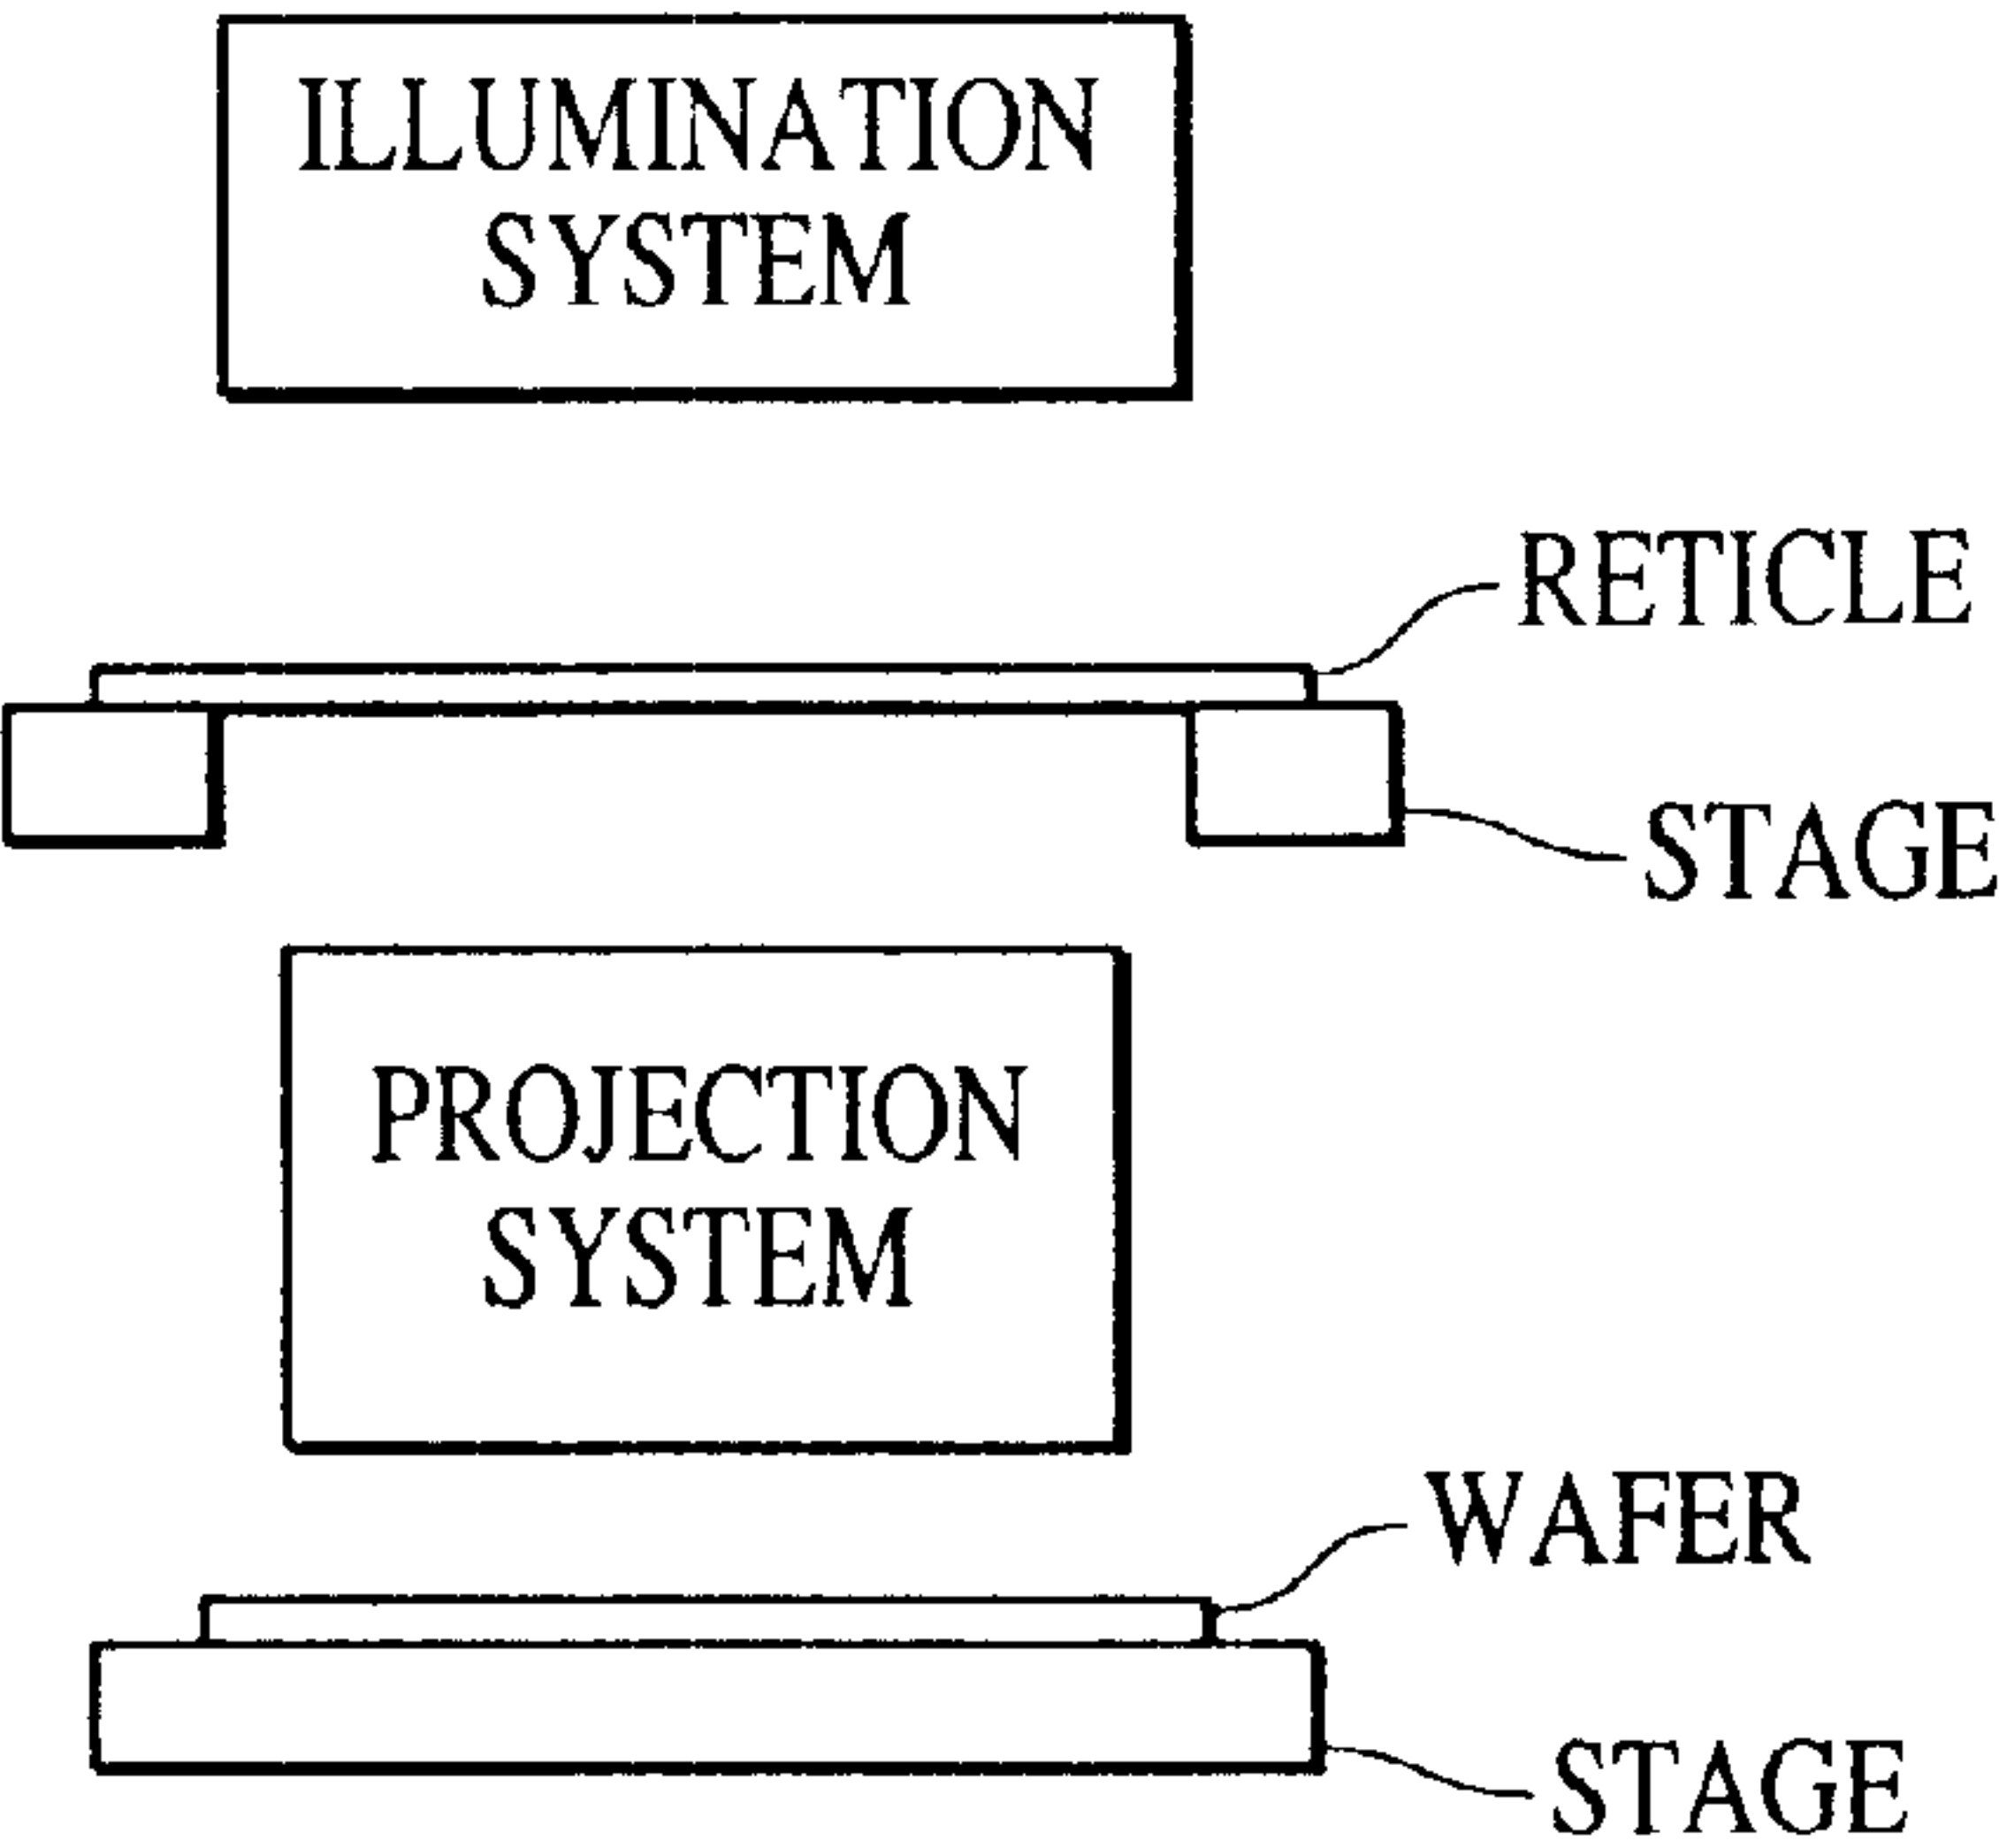 ILLUMINATION
SYSTEM
RETICLE
STAGE
PROJECTION
SYSTEM
WAFER
STAGE